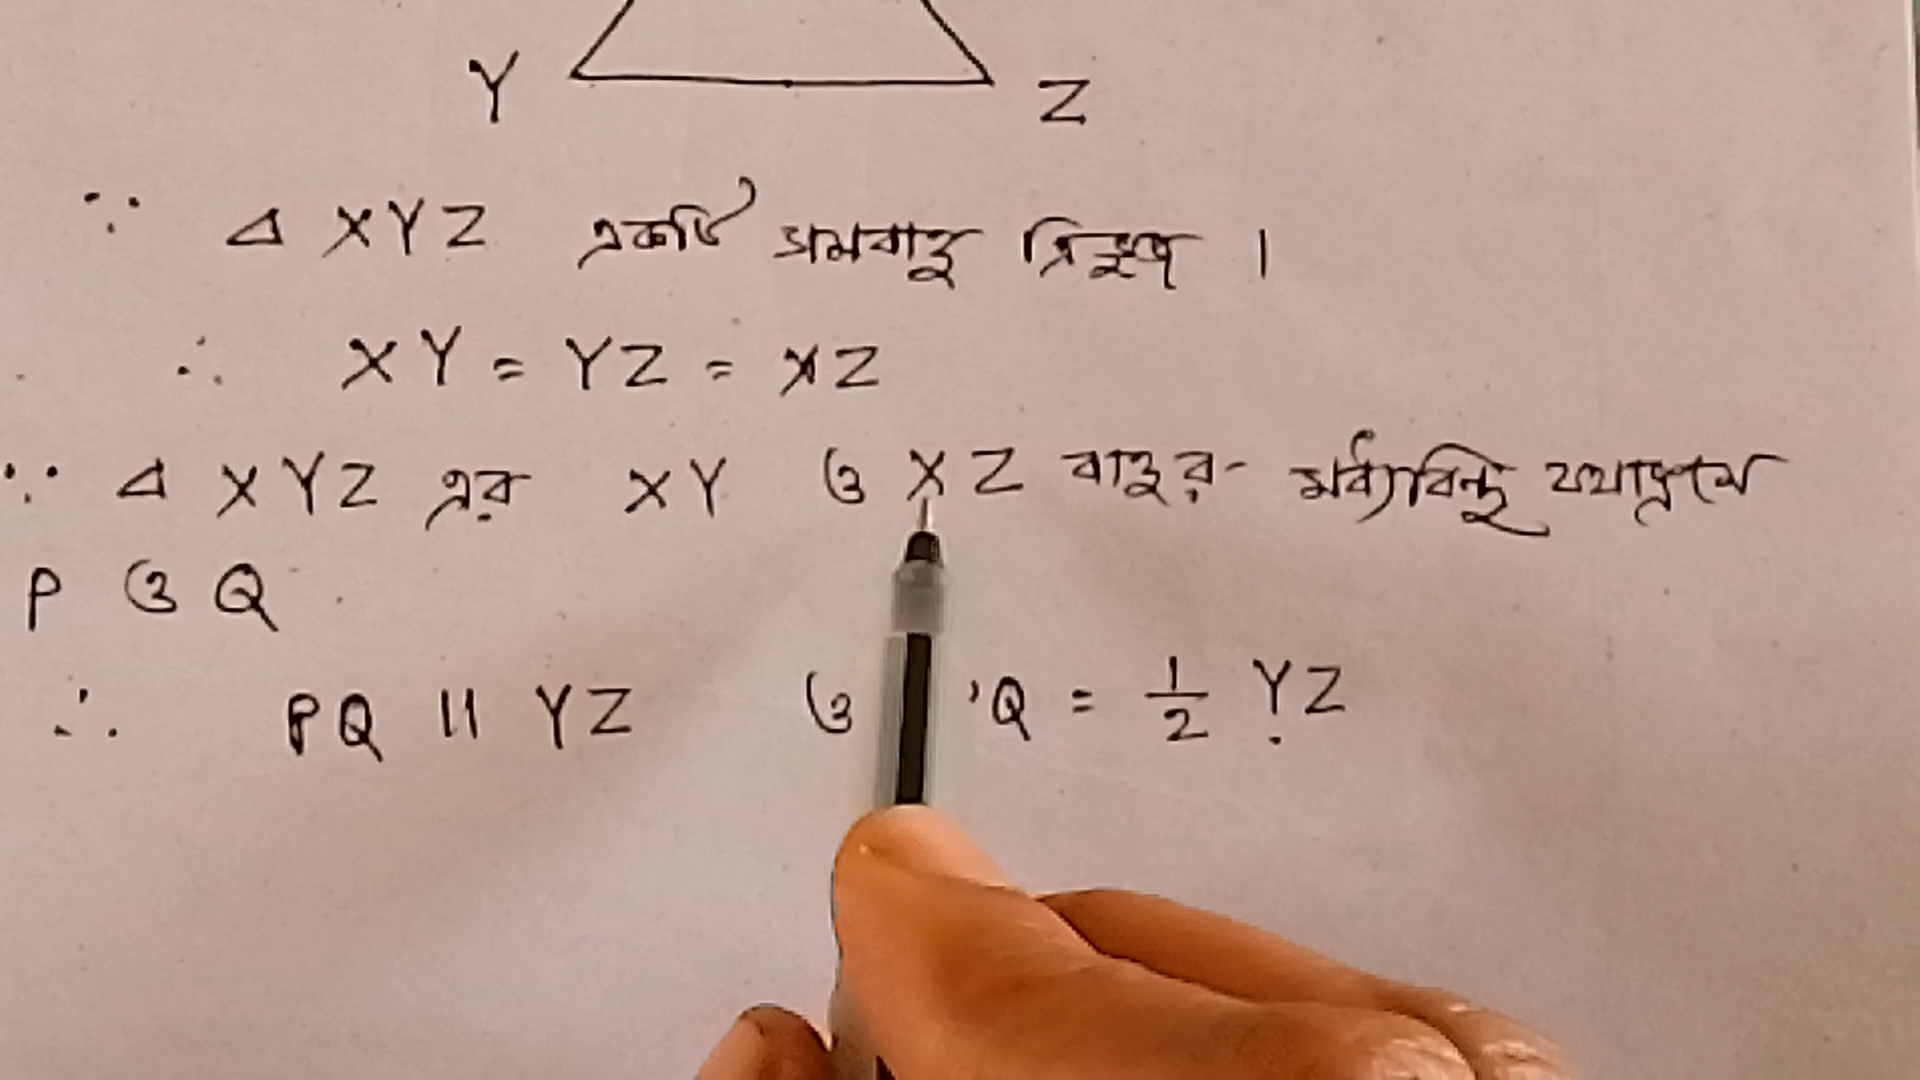 Y Z
∵ Δ XYZ একটি সমবাহু ত্রিভুজ ।
∴ XY = YZ = XZ
∵ Δ XYZ এর XY ও XZ বাহুর মধ্যবিন্দু যথাক্রমে
P ও Q
∴ PQ || YZ ও Q = 1/2 YZ